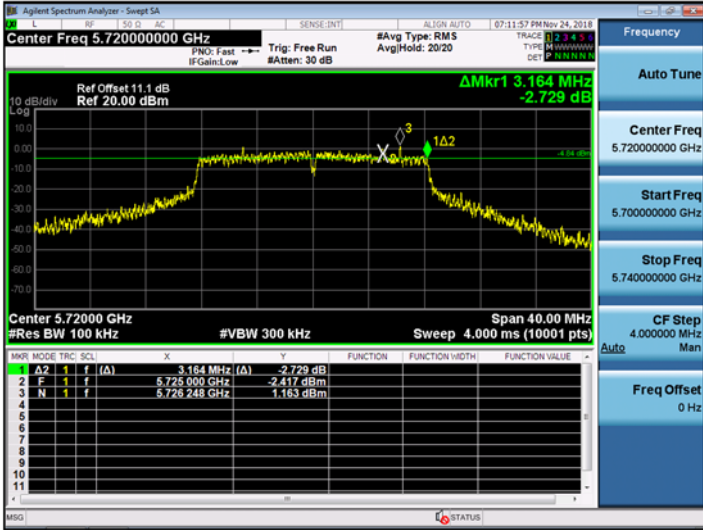 Agilent Spectrum Analyzer - Swept SA
L RF 50 Ω AC SENSE:INT ALIGN AUTO 07:11:57 PM Nov 24, 2018
Center Freq 5.720000000 GHz
PNO: Fast
IFGain:Low
Trig: Free Run
#Atten: 30 dB
#Avg Type: RMS
Avg|Hold: 20/20
TRACE 1 2 3 4 5 6
TYPE M WWWWW
DET P N N N N N
Ref Offset 11.1 dB
Ref 20.00 dBm
10 dB/div
Log
ΔMkr1 3.164 MHz
-2.729 dB
10.0
0.00
-10.0
-20.0
-30.0
-40.0
-50.0
-60.0
-70.0
3
1Δ2
-4.84 dBm
Center 5.72000 GHz
Span 40.00 MHz
#Res BW 100 kHz
#VBW 300 kHz
Sweep 4.000 ms (10001 pts)
MKR MODE TRC SCL X Y FUNCTION FUNCTION WIDTH FUNCTION VALUE
1 Δ2 1 f (Δ) 3.164 MHz (Δ) -2.729 dB
2 F 1 f 5.725 000 GHz -2.417 dBm
3 N 1 f 5.726 248 GHz 1.163 dBm
4
5
6
7
8
9
10
11
MSG
STATUS
Frequency
Auto Tune
Center Freq
5.720000000 GHz
Start Freq
5.700000000 GHz
Stop Freq
5.740000000 GHz
CF Step
4.000000 MHz
Auto Man
Freq Offset
0 Hz